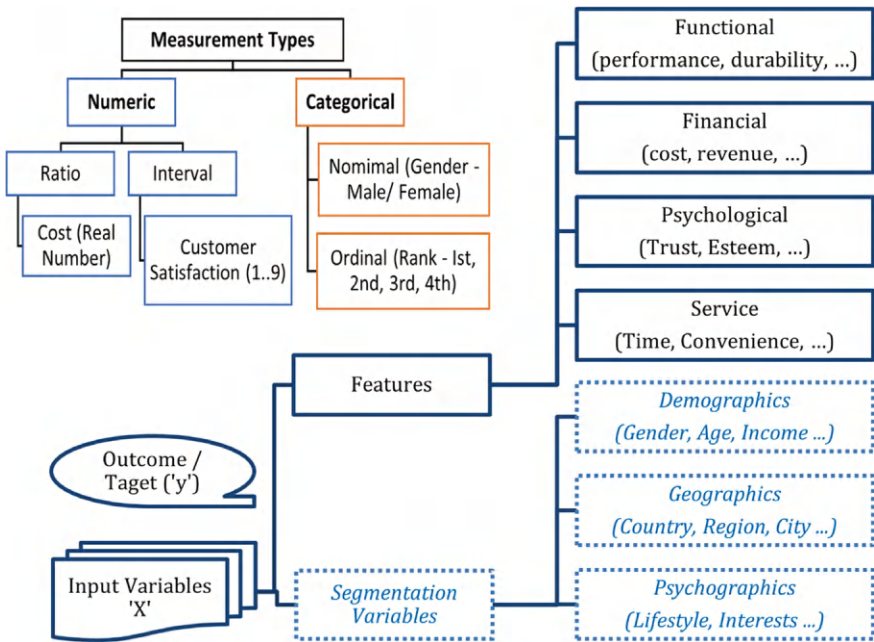 Measurement Types
Numeric
Categorical
Ratio
Interval
Nomimal (Gender -
Male/ Female)
Cost (Real
Number)
Customer
Satisfaction (1..9)
Ordinal (Rank - Ist,
2nd, 3rd, 4th)
Functional
(performance, durability, ...)
Financial
(cost, revenue, ...)
Psychological
(Trust, Esteem, ...)
Service
(Time, Convenience, ...)
Features
Demographics
(Gender, Age, Income ...)
Outcome /
Taget ('y')
Geographics
(Country, Region, City ...)
Input Variables
'X'
Segmentation
Variables
Psychographics
(Lifestyle, Interests ...)